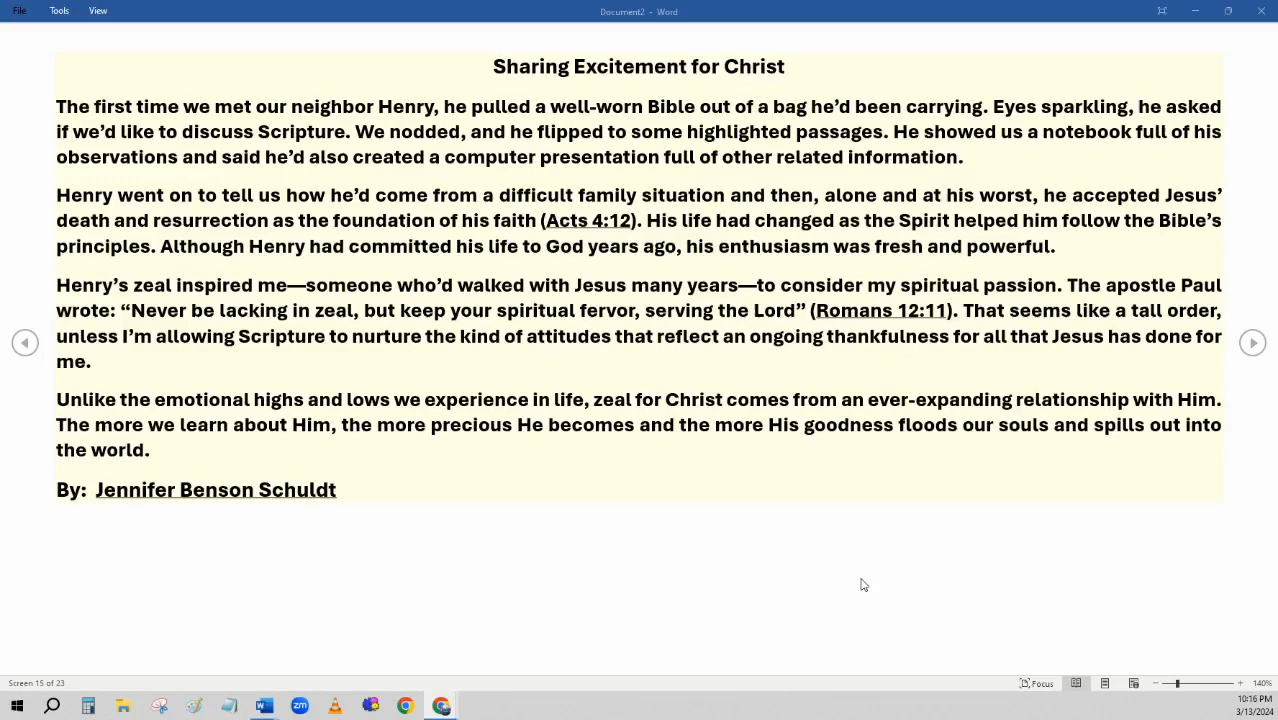 File Tools View Document2 - Word
Sharing Excitement for Christ
The first time we met our neighbor Henry, he pulled a well-worn Bible out of a bag he’d been carrying. Eyes sparkling, he asked
if we’d like to discuss Scripture. We nodded, and he flipped to some highlighted passages. He showed us a notebook full of his
observations and said he’d also created a computer presentation full of other related information.
Henry went on to tell us how he’d come from a difficult family situation and then, alone and at his worst, he accepted Jesus’
death and resurrection as the foundation of his faith (Acts 4:12). His life had changed as the Spirit helped him follow the Bible’s
principles. Although Henry had committed his life to God years ago, his enthusiasm was fresh and powerful.
Henry’s zeal inspired me—someone who’d walked with Jesus many years—to consider my spiritual passion. The apostle Paul
wrote: “Never be lacking in zeal, but keep your spiritual fervor, serving the Lord” (Romans 12:11). That seems like a tall order,
unless I’m allowing Scripture to nurture the kind of attitudes that reflect an ongoing thankfulness for all that Jesus has done for
me.
Unlike the emotional highs and lows we experience in life, zeal for Christ comes from an ever-expanding relationship with Him.
The more we learn about Him, the more precious He becomes and the more His goodness floods our souls and spills out into
the world.
By: Jennifer Benson Schuldt
Screen 15 of 23 Focus 140%
zm
10:16 PM
3/13/2024